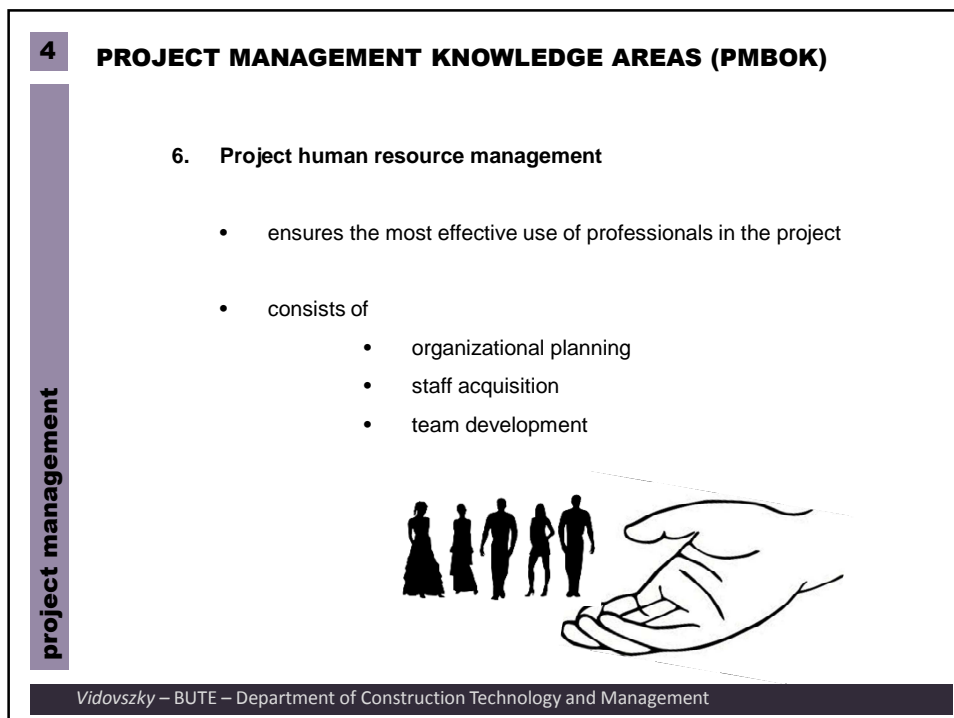 4
PROJECT MANAGEMENT KNOWLEDGE AREAS (PMBOK)
6. Project human resource management
• ensures the most effective use of professionals in the project
• consists of
• organizational planning
• staff acquisition
• team development
project management
Vidovszky – BUTE – Department of Construction Technology and Management